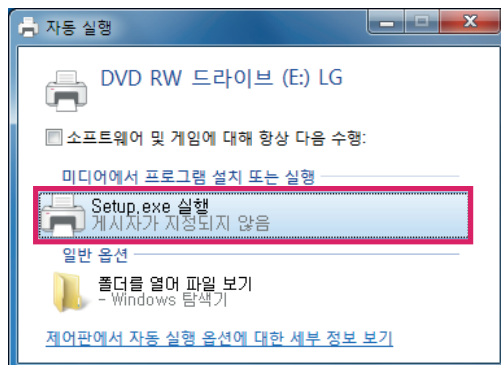 자동 실행
DVD RW 드라이브 (E:) LG
소프트웨어 및 게임에 대해 항상 다음 수행:
미디어에서 프로그램 설치 또는 실행
Setup.exe 실행
게시자가 지정되지 않음
일반 옵션
폴더를 열어 파일 보기
- Windows 탐색기
제어판에서 자동 실행 옵션에 대한 세부 정보 보기